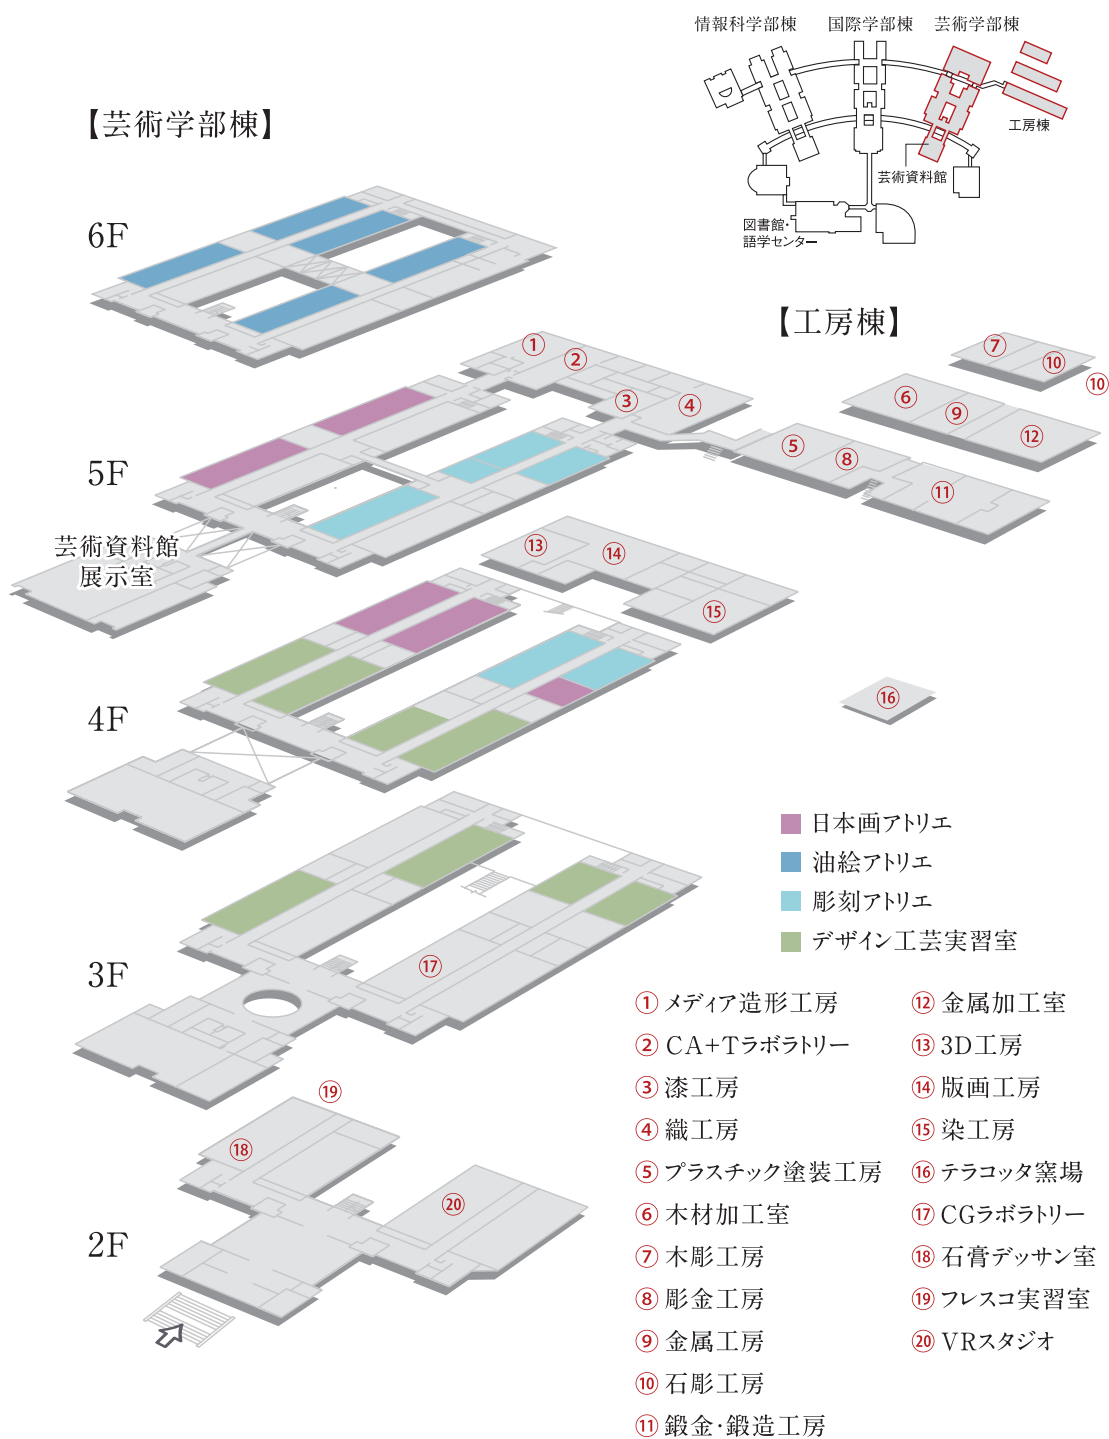 情報科学部棟
国際学部棟
芸術学部棟
工房棟
芸術資料館
図書館・
語学センター
【芸術学部棟】
6F
【工房棟】
①
②
③
④
⑦
⑩
⑩
⑥
⑨
⑫
⑤
⑧
⑪
5F
芸術資料館
展示室
⑬
⑭
⑮
4F
⑯
日本画アトリエ
油絵アトリエ
彫刻アトリエ
デザイン工芸実習室
3F
⑰
① メディア造形工房
② CA+Tラボラトリー
③ 漆工房
④ 織工房
⑤ プラスチック塗装工房
⑥ 木材加工室
⑦ 木彫工房
⑧ 彫金工房
⑨ 金属工房
⑩ 石彫工房
⑪ 鍛金・鍛造工房
⑫ 金属加工室
⑬ 3D工房
⑭ 版画工房
⑮ 染工房
⑯ テラコッタ窯場
⑰ CGラボラトリー
⑱ 石膏デッサン室
⑲ フレスコ実習室
⑳ VRスタジオ
⑲
⑱
⑳
2F